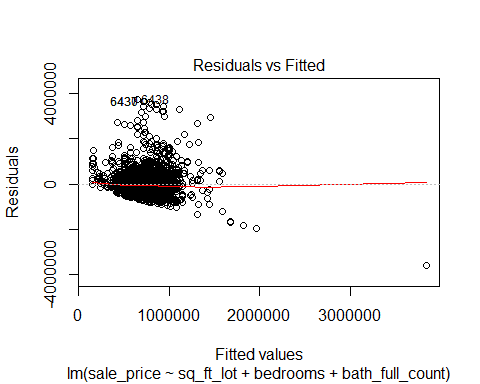 Residuals vs Fitted
Residuals
4000000
0
-4000000
6438
0
1000000
2000000
3000000
Fitted values
lm(sale_price ~ sq_ft_lot + bedrooms + bath_full_count)